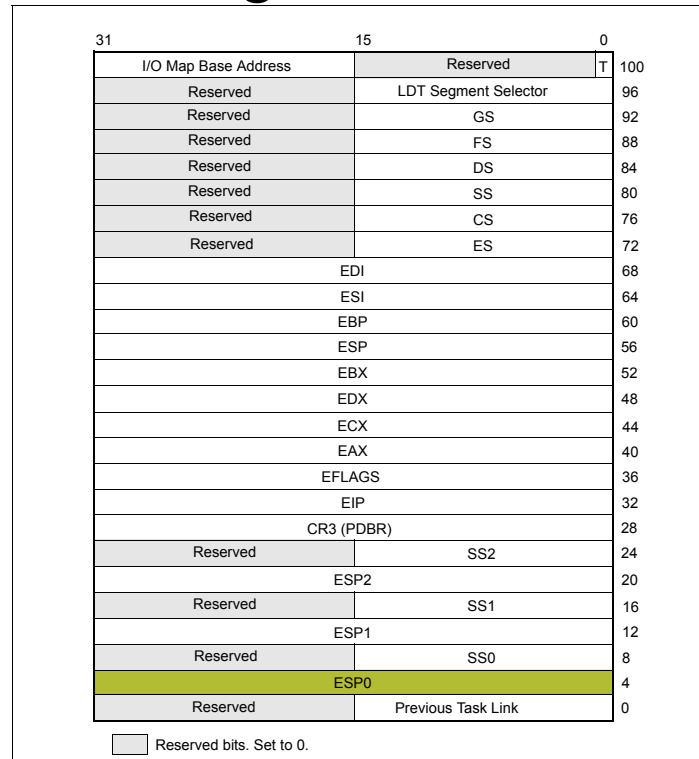 31 15 0
I/O Map Base Address Reserved T 100
Reserved LDT Segment Selector 96
Reserved GS 92
Reserved FS 88
Reserved DS 84
Reserved SS 80
Reserved CS 76
Reserved ES 72
EDI 68
ESI 64
EBP 60
ESP 56
EBX 52
EDX 48
ECX 44
EAX 40
EFLAGS 36
EIP 32
CR3 (PDBR) 28
Reserved SS2 24
ESP2 20
Reserved SS1 16
ESP1 12
Reserved SS0 8
ESP0 4
Reserved Previous Task Link 0
Reserved bits. Set to 0.